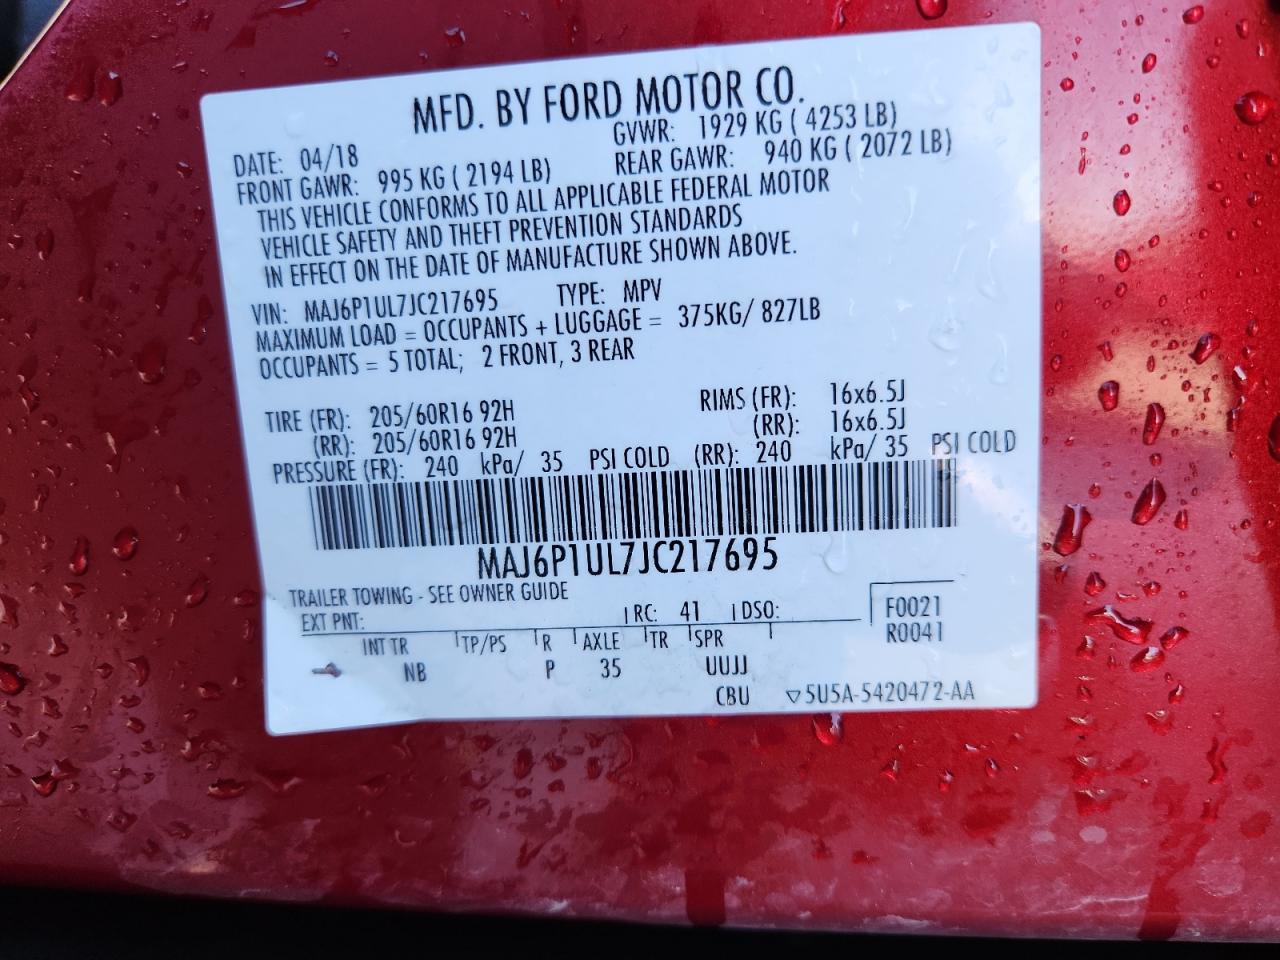 MFD. BY FORD MOTOR CO.
DATE: 04/18 GVWR: 1929 KG ( 4253 LB)
FRONT GAWR: 995 KG ( 2194 LB) REAR GAWR: 940 KG ( 2072 LB)
THIS VEHICLE CONFORMS TO ALL APPLICABLE FEDERAL MOTOR
VEHICLE SAFETY AND THEFT PREVENTION STANDARDS
IN EFFECT ON THE DATE OF MANUFACTURE SHOWN ABOVE.
VIN: MAJ6P1UL7JC217695 TYPE: MPV
MAXIMUM LOAD = OCCUPANTS + LUGGAGE = 375KG/ 827LB
OCCUPANTS = 5 TOTAL; 2 FRONT, 3 REAR
TIRE (FR): 205/60R16 92H RIMS (FR): 16x6.5J
(RR): 205/60R16 92H (RR): 16x6.5J
PRESSURE (FR): 240 kPa/ 35 PSI COLD (RR): 240 kPa/ 35 PSI COLD
MAJ6P1UL7JC217695
TRAILER TOWING - SEE OWNER GUIDE
EXT PNT: RC: 41 DSO: F0021
R0041
INT TR TP/PS R AXLE TR SPR
NB P 35 UUJJ
CBU ▽5U5A-5420472-AA